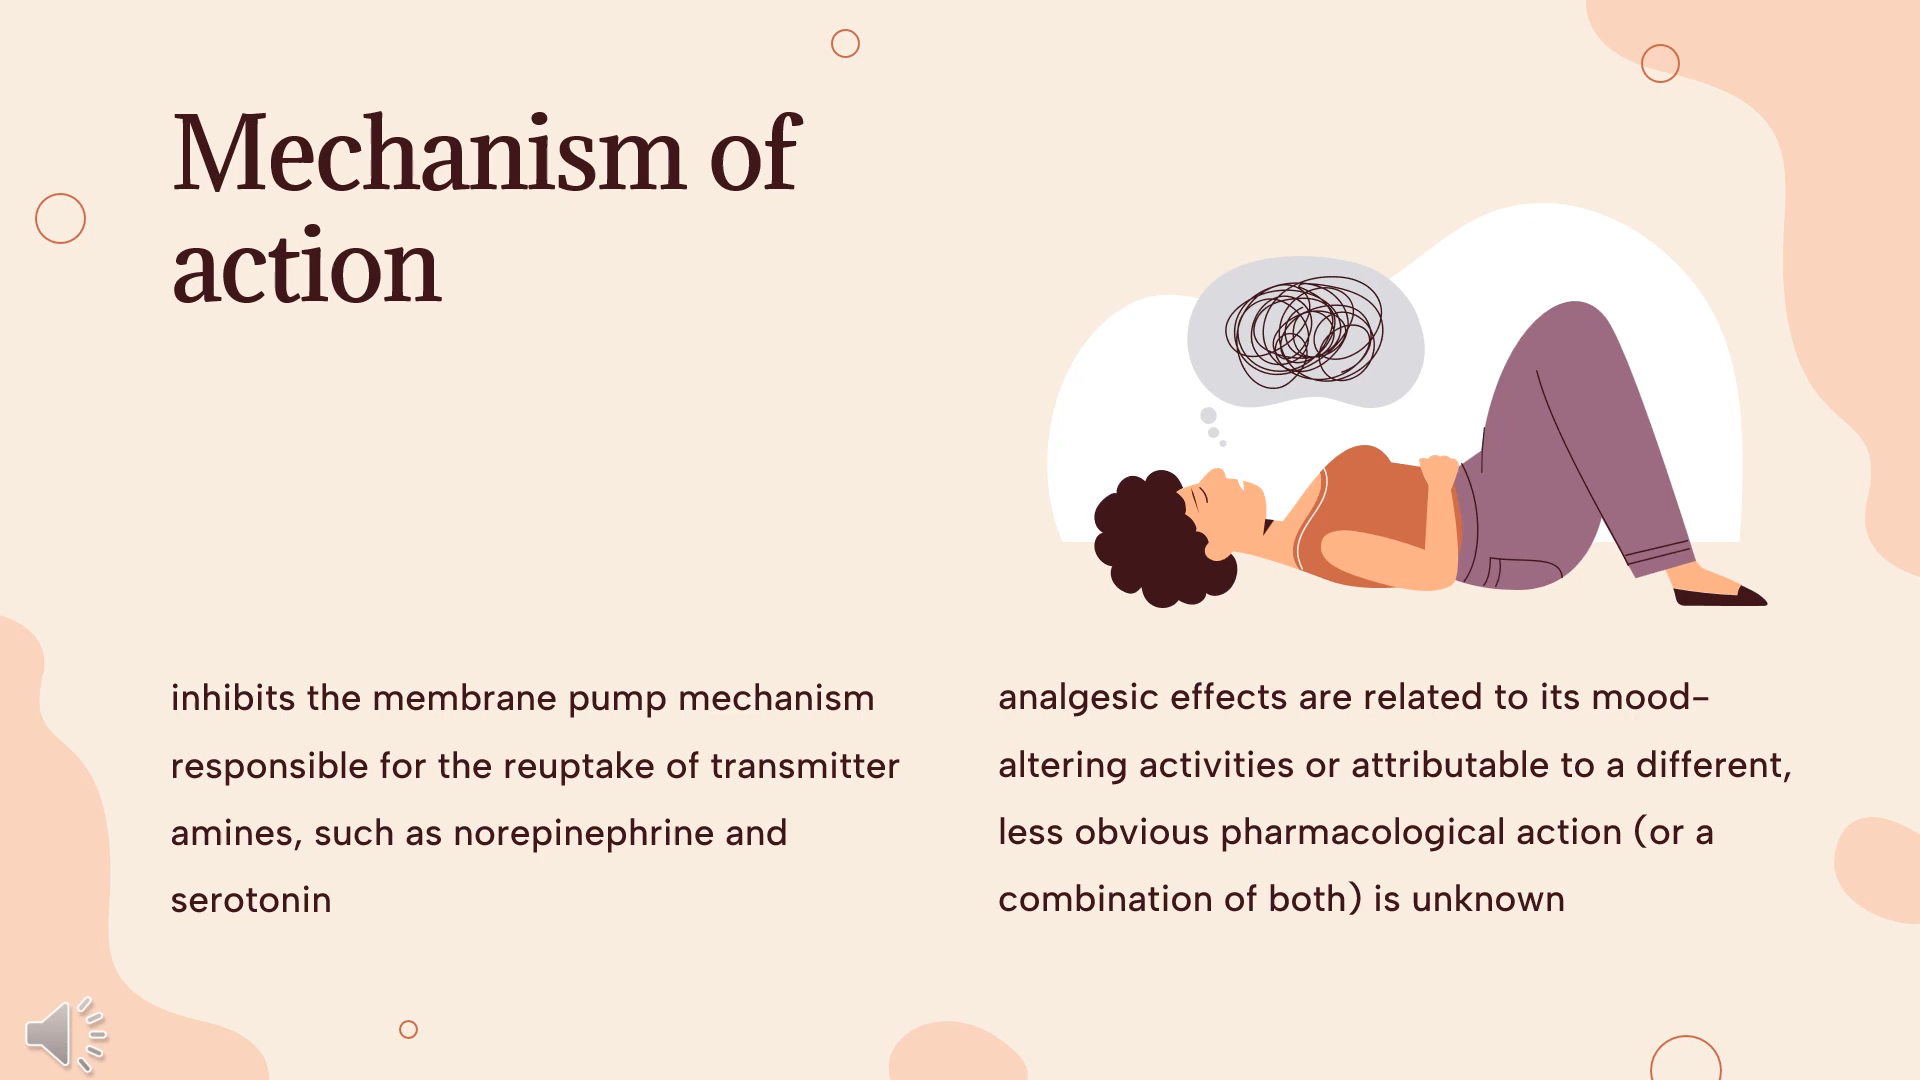 Mechanism of
action
inhibits the membrane pump mechanism
responsible for the reuptake of transmitter
amines, such as norepinephrine and
serotonin
analgesic effects are related to its mood-
altering activities or attributable to a different,
less obvious pharmacological action (or a
combination of both) is unknown